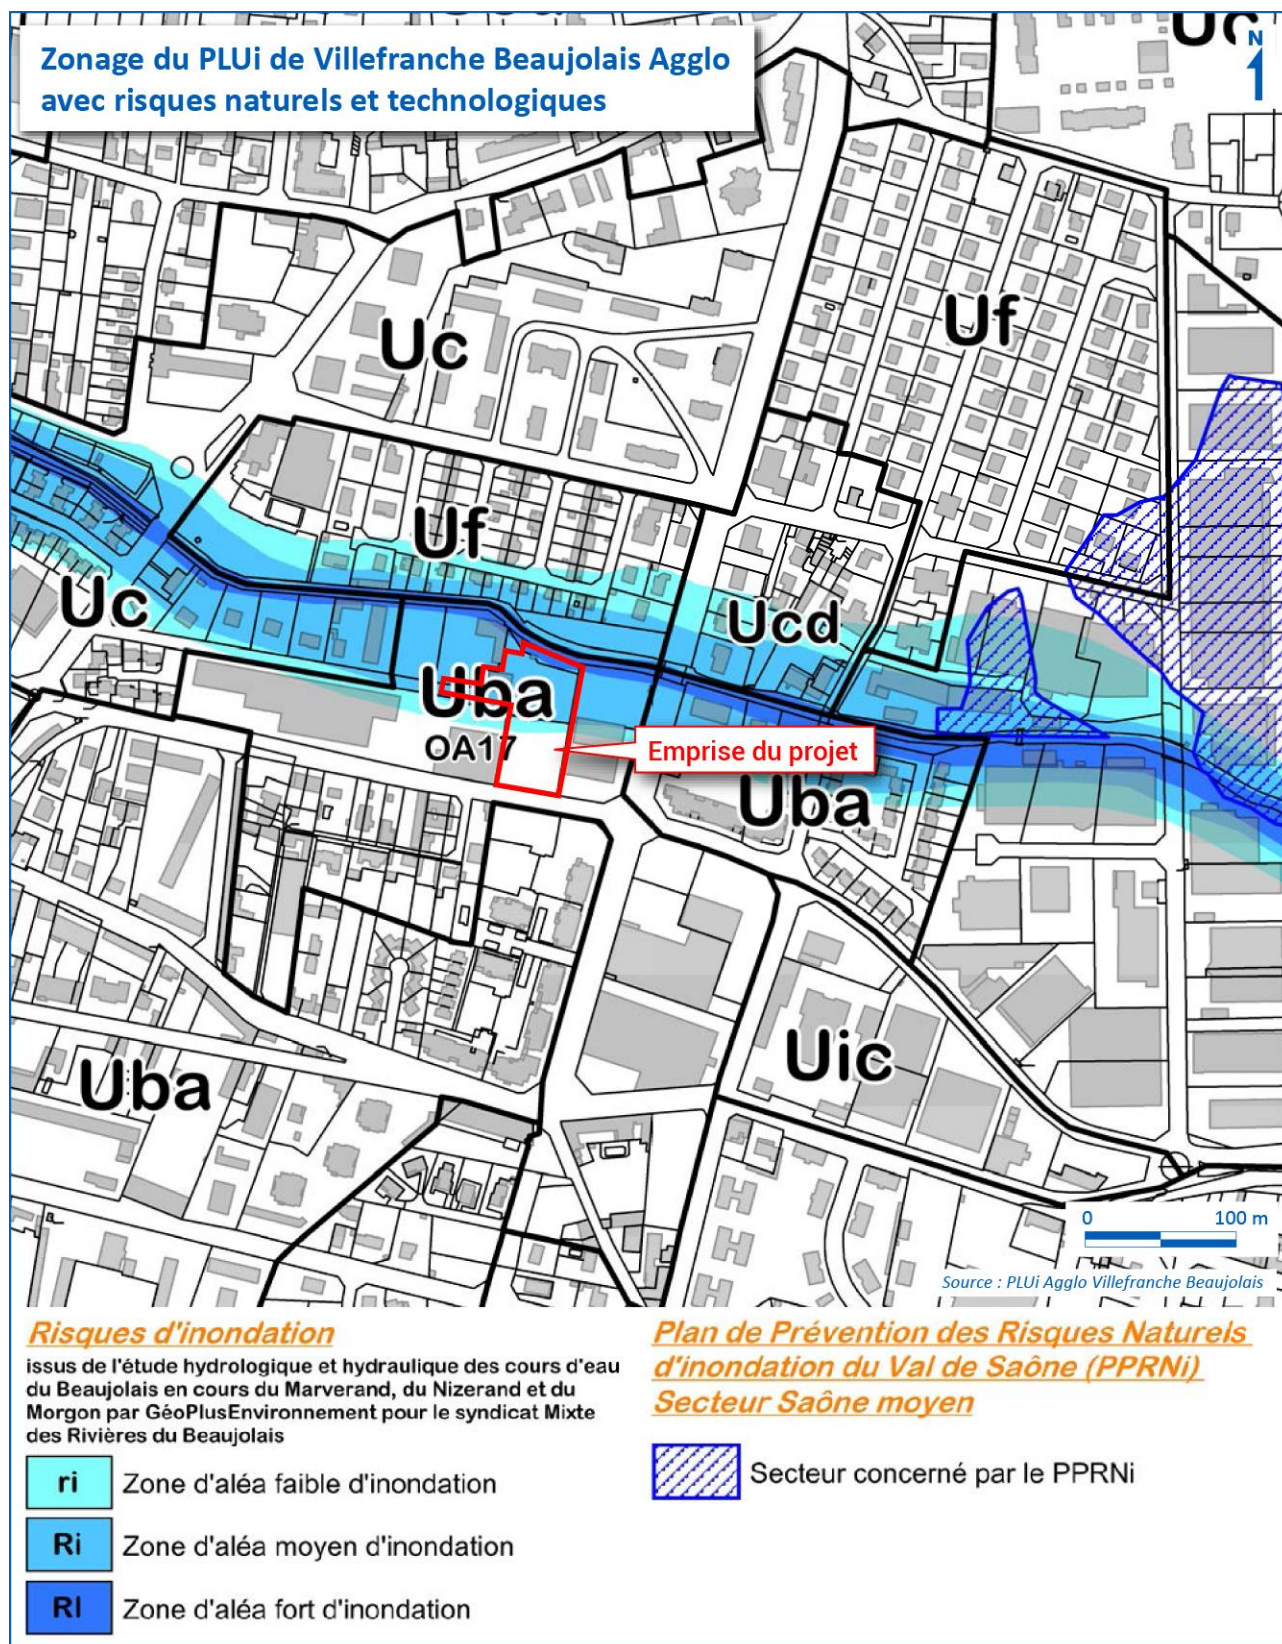 Zonage du PLUi de Villefranche Beaujolais Agglo
avec risques naturels et technologiques
Uc
N
Uc
Uf
Uf
Uc
Ucd
Uba
OA17
Emprise du projet
Uba
Uic
Uba
0 100 m
Source : PLUi Agglo Villefranche Beaujolais
Risques d'inondation
issus de l'étude hydrologique et hydraulique des cours d'eau
du Beaujolais en cours du Marverand, du Nizerand et du
Morgon par GéoPlusEnvironnement pour le syndicat Mixte
des Rivières du Beaujolais
ri Zone d'aléa faible d'inondation
Ri Zone d'aléa moyen d'inondation
RI Zone d'aléa fort d'inondation
Plan de Prévention des Risques Naturels
d'inondation du Val de Saône (PPRNi)
Secteur Saône moyen
Secteur concerné par le PPRNi